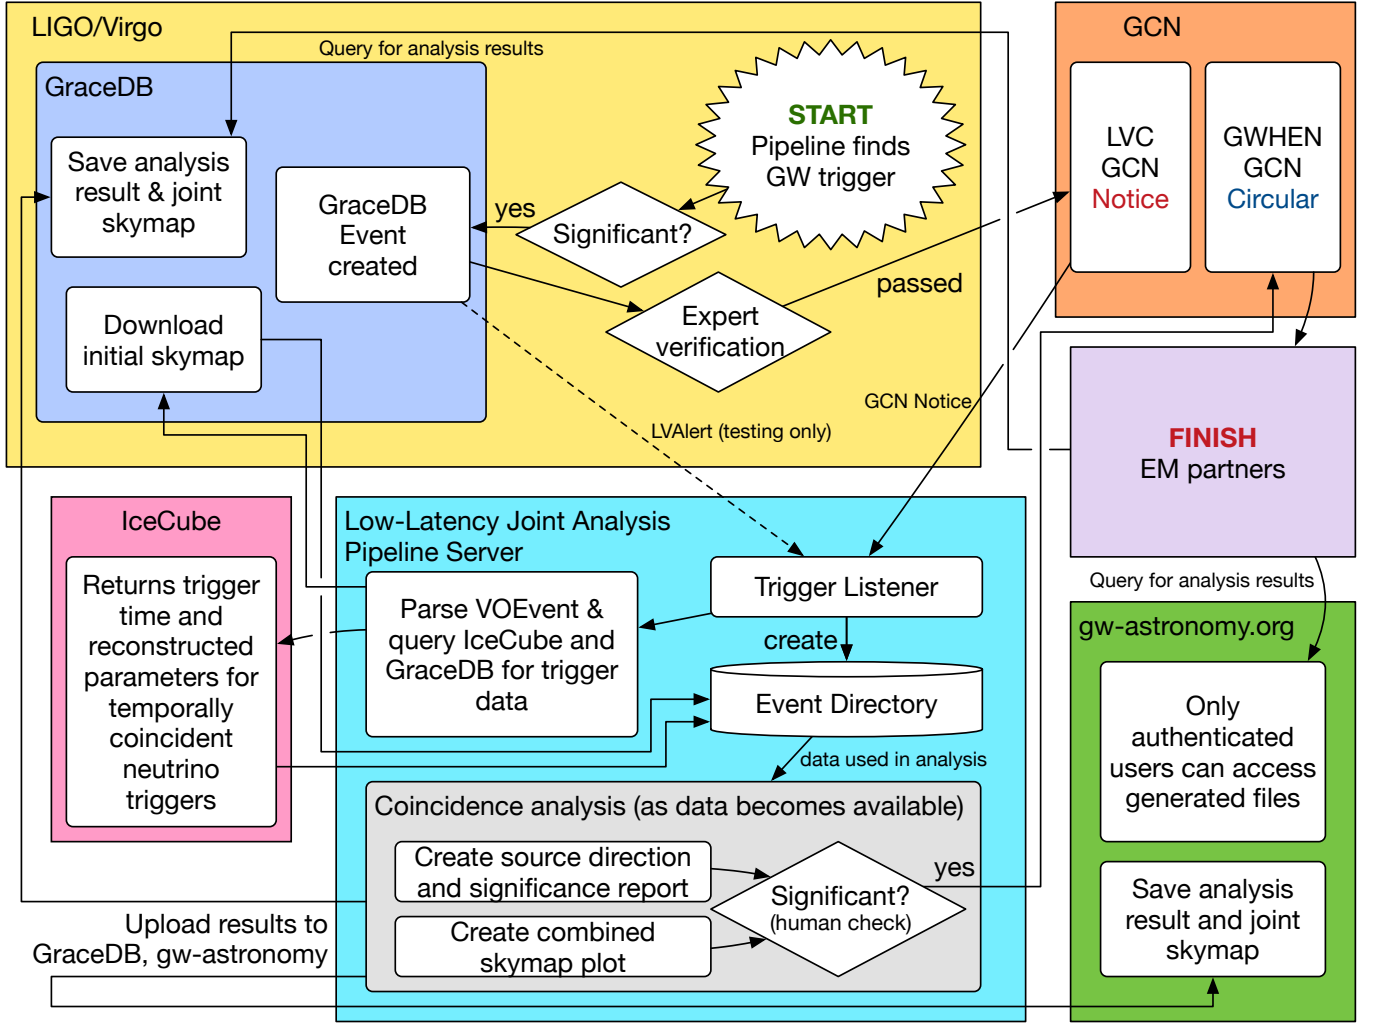 LIGO/Virgo
Query for analysis results
GraceDB
Save analysis
result & joint
skymap
GraceDB
Event
created
Download
initial skymap
START
Pipeline finds
GW trigger
yes
Significant?
Expert
verification
passed
GCN Notice
LVAlert (testing only)
GCN
LVC
GCN
Notice
GWHEN
GCN
Circular
FINISH
EM partners
Query for analysis results
IceCube
Returns trigger
time and
reconstructed
parameters for
temporally
coincident
neutrino
triggers
Low-Latency Joint Analysis
Pipeline Server
Parse VOEvent &
query IceCube and
GraceDB for trigger
data
Trigger Listener
create
Event Directory
data used in analysis
Coincidence analysis (as data becomes available)
Create source direction
and significance report
Create combined
skymap plot
Significant?
(human check)
yes
Upload results to
GraceDB, gw-astronomy
gw-astronomy.org
Only
authenticated
users can access
generated files
Save analysis
result and joint
skymap